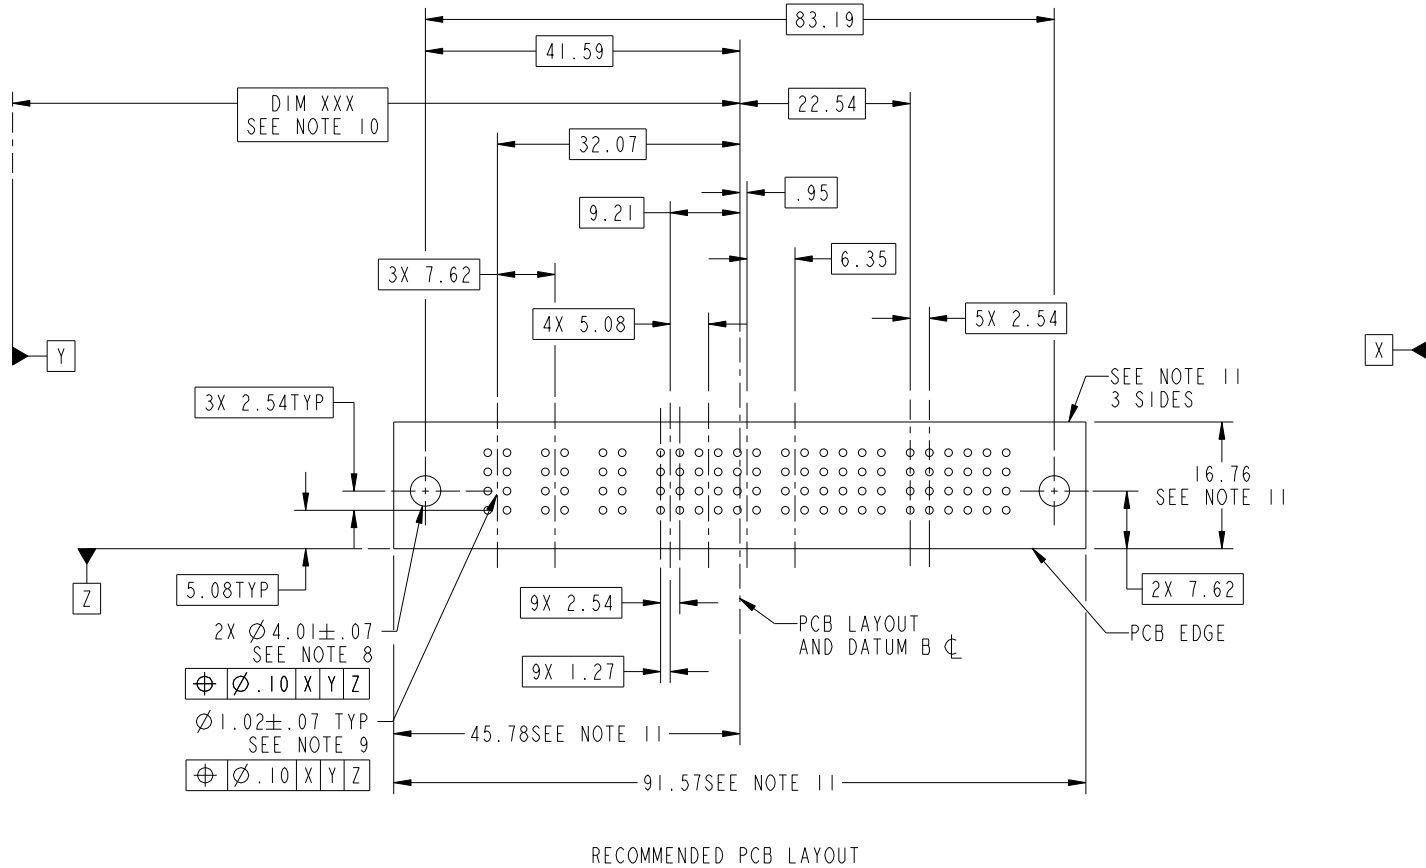 83.19
41.59
DIM XXX
SEE NOTE 10
22.54
32.07
.95
9.21
6.35
3X 7.62
4X 5.08
5X 2.54
Y
X
SEE NOTE 11
3 SIDES
3X 2.54TYP
16.76
SEE NOTE 11
5.08TYP
Z
2X 7.62
9X 2.54
PCB LAYOUT
AND DATUM B ℄
PCB EDGE
2X Ø4.01±.07
SEE NOTE 8
⌖ Ø.10 X Y Z
9X 1.27
Ø1.02±.07 TYP
SEE NOTE 9
⌖ Ø.10 X Y Z
45.78SEE NOTE 11
91.57SEE NOTE 11
RECOMMENDED PCB LAYOUT